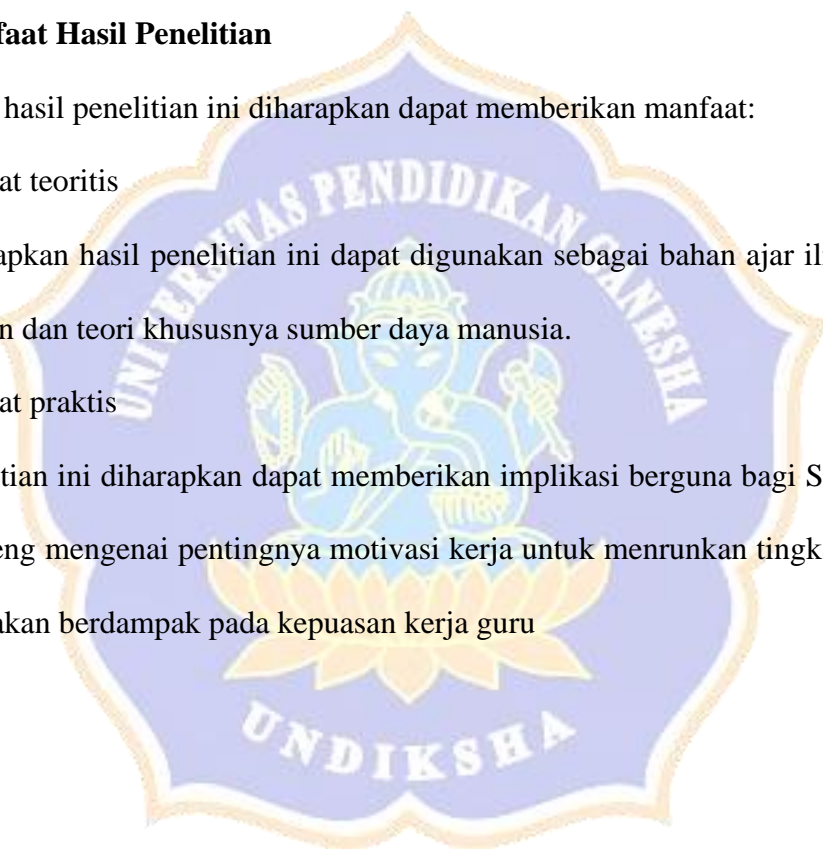 faat Hasil Penelitian
hasil penelitian ini diharapkan dapat memberikan manfaat:
at teoritis
apkan hasil penelitian ini dapat digunakan sebagai bahan ajar il
n dan teori khususnya sumber daya manusia.
at praktis
tian ini diharapkan dapat memberikan implikasi berguna bagi S
eng mengenai pentingnya motivasi kerja untuk menrunkan tingk
akan berdampak pada kepuasan kerja guru
UNIVERSITAS PENDIDIKAN GANESHA
UNDIKSHA